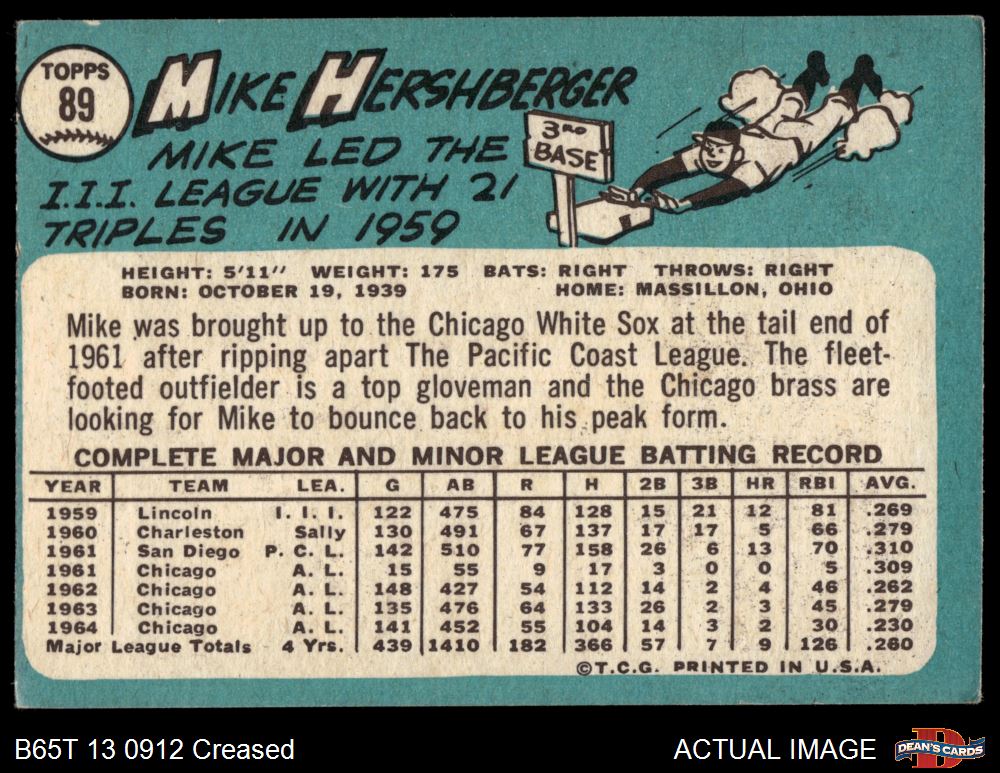 TOPPS
89
MIKE HERSHBERGER
MIKE LED THE
I.I.I. LEAGUE WITH 21
TRIPLES IN 1959
3RD
BASE
HEIGHT: 5'11" WEIGHT: 175 BATS: RIGHT THROWS: RIGHT
BORN: OCTOBER 19, 1939 HOME: MASSILLON, OHIO
Mike was brought up to the Chicago White Sox at the tail end of
1961 after ripping apart The Pacific Coast League. The fleet-
footed outfielder is a top gloveman and the Chicago brass are
looking for Mike to bounce back to his peak form.
COMPLETE MAJOR AND MINOR LEAGUE BATTING RECORD
YEAR TEAM LEA. G AB R H 2B 3B HR RBI AVG.
1959 Lincoln I. I. I. 122 475 84 128 15 21 12 81 .269
1960 Charleston Sally 130 491 67 137 17 17 5 66 .279
1961 San Diego P. C. L. 142 510 77 158 26 6 13 70 .310
1961 Chicago A. L. 15 55 9 17 3 0 0 5 .309
1962 Chicago A. L. 148 427 54 112 14 2 4 46 .262
1963 Chicago A. L. 135 476 64 133 26 2 3 45 .279
1964 Chicago A. L. 141 452 55 104 14 3 2 30 .230
Major League Totals 4 Yrs. 439 1410 182 366 57 7 9 126 .260
©T.C.G. PRINTED IN U.S.A.
B65T 13 0912 Creased ACTUAL IMAGE
DEAN'S CARDS